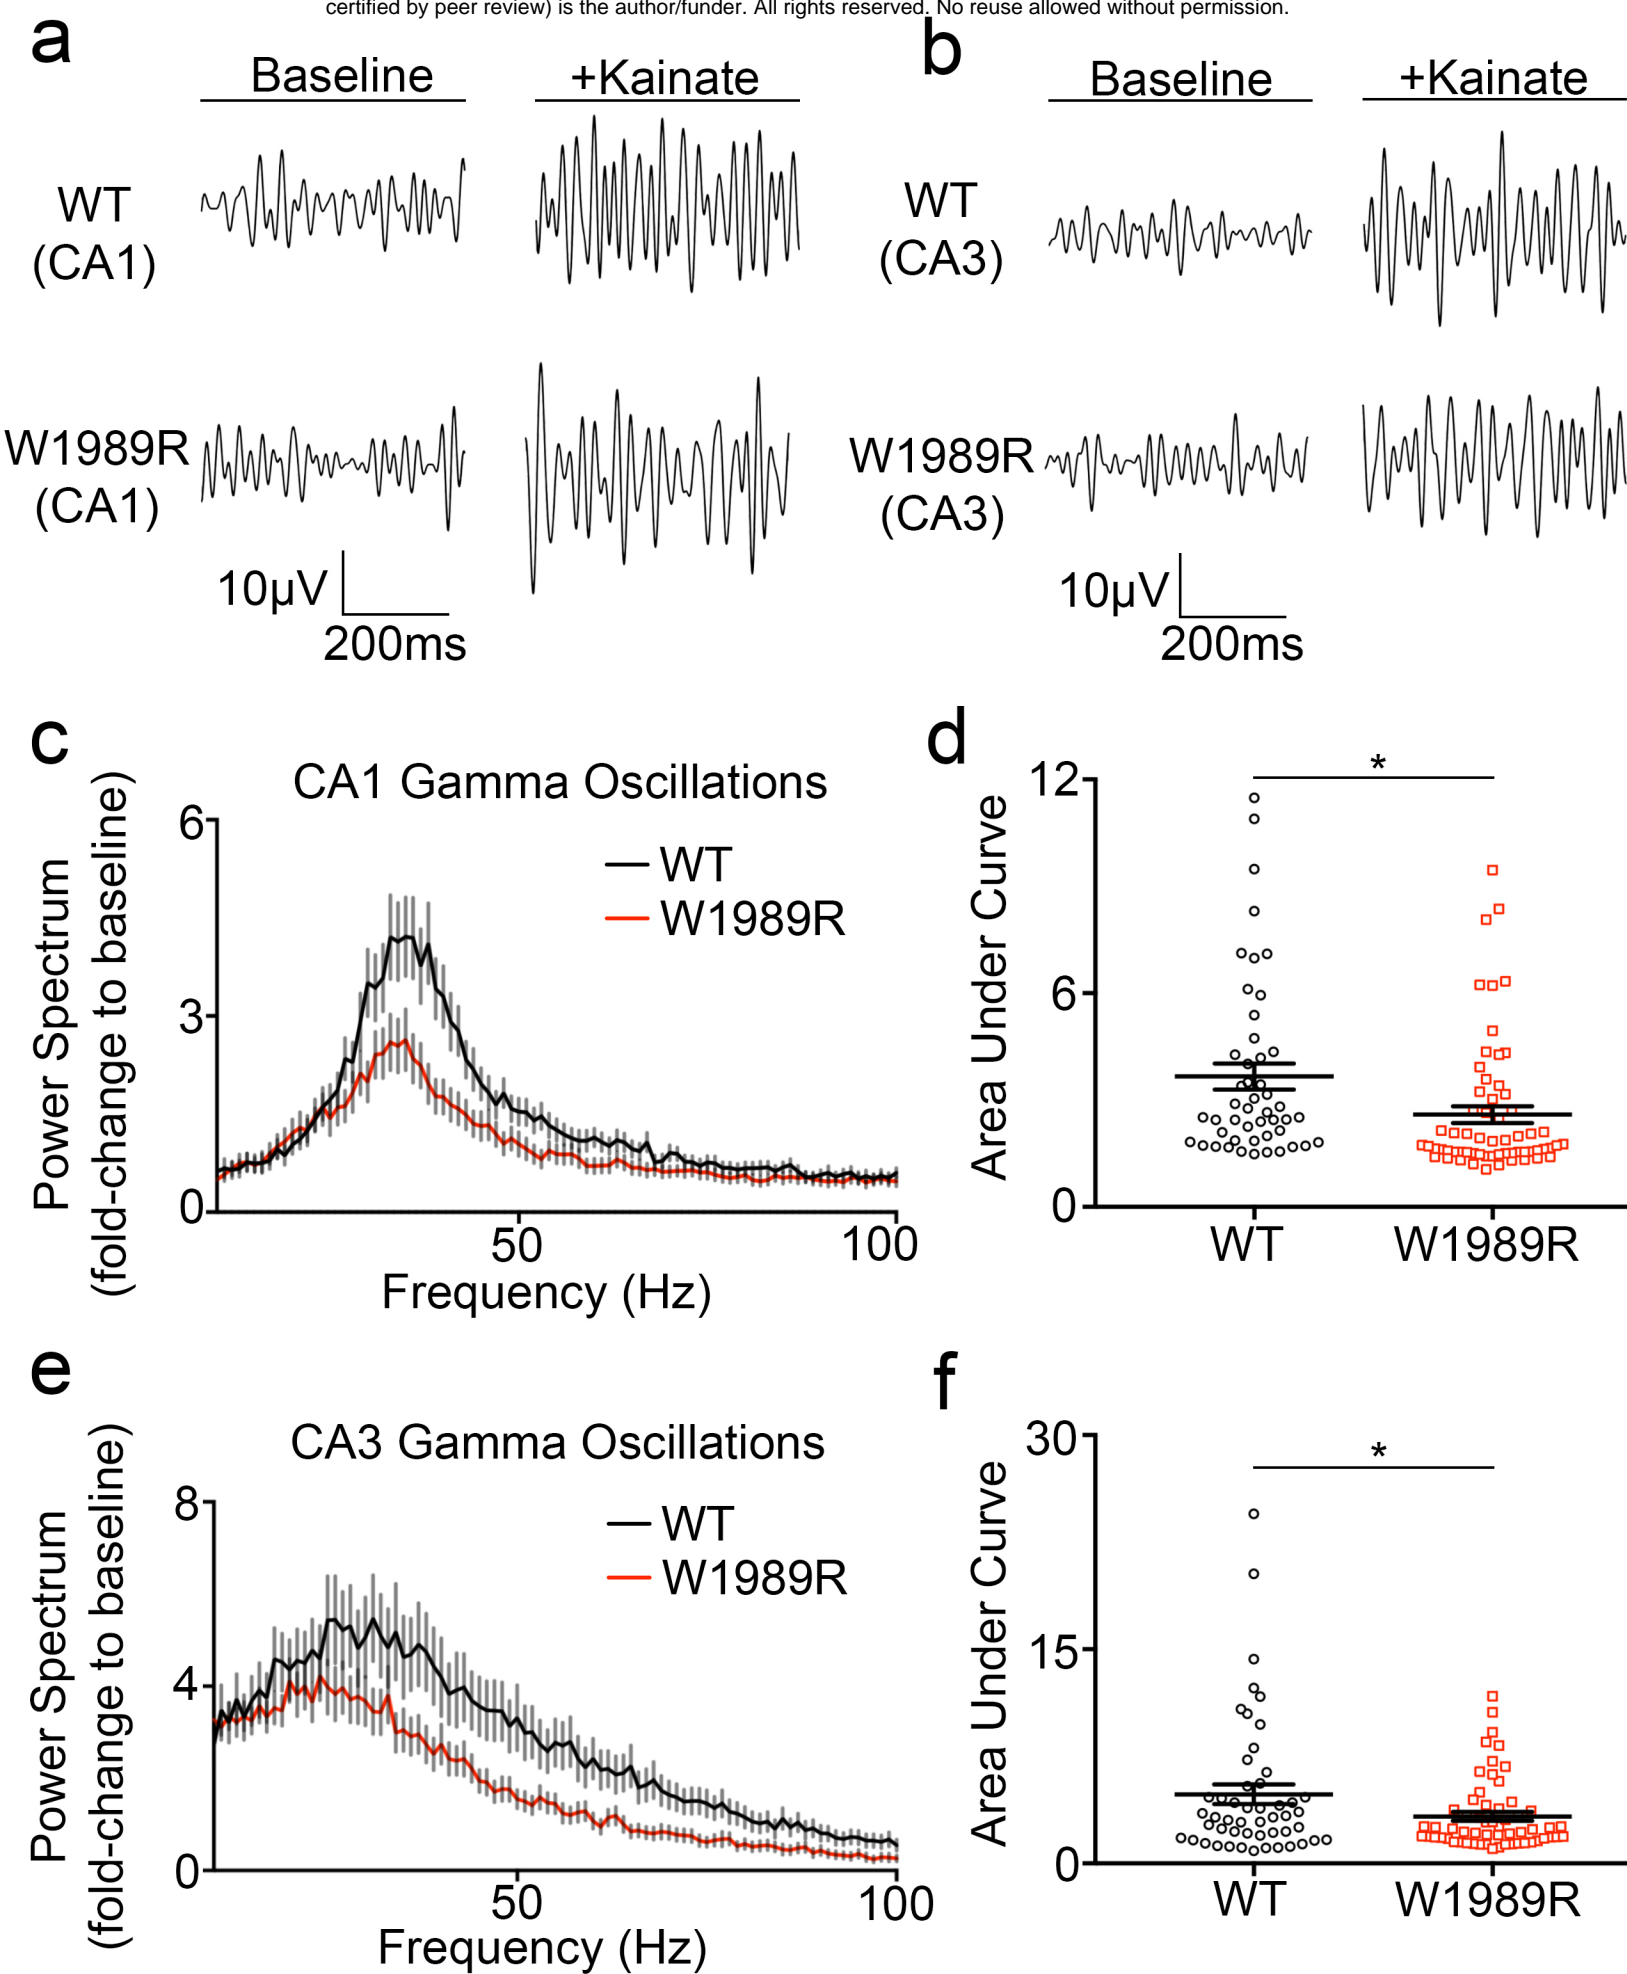 certified by peer review) is the author/funder. All rights reserved. No reuse allowed without permission.
a
Baseline
+Kainate
WT
(CA1)
W1989R
(CA1)
10µV
200ms
b
Baseline
+Kainate
WT
(CA3)
W1989R
(CA3)
10µV
200ms
c
CA1 Gamma Oscillations
WT
W1989R
Power Spectrum
(fold-change to baseline)
6
3
0
50
100
Frequency (Hz)
d
*
Area Under Curve
12
6
0
WT
W1989R
e
CA3 Gamma Oscillations
WT
W1989R
Power Spectrum
(fold-change to baseline)
8
4
0
50
100
Frequency (Hz)
f
*
Area Under Curve
30
15
0
WT
W1989R